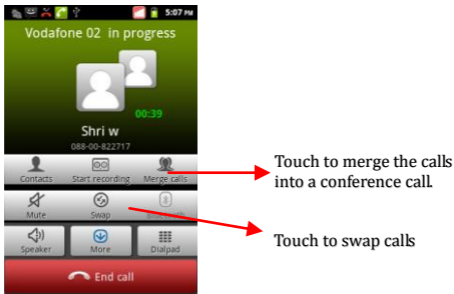 5:07 PM
Vodafone 02 in progress
00:39
Shri w
088-00-822717
Contacts Start recording Merge calls
Touch to merge the calls
into a conference call.
Mute Swap
Touch to swap calls
Speaker More Dialpad
End call